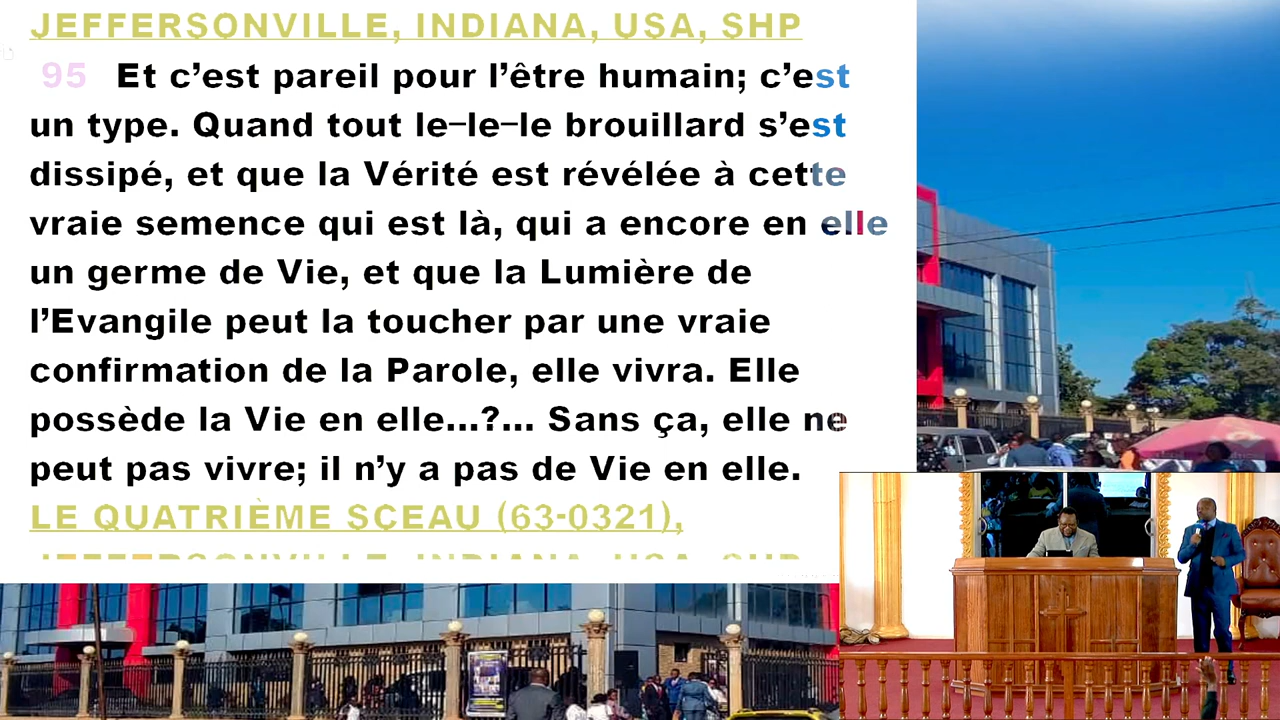 JEFFERSONVILLE, INDIANA, USA, SHP
95 Et c’est pareil pour l’être humain; c’est
un type. Quand tout le–le–le brouillard s’est
dissipé, et que la Vérité est révélée à cette
vraie semence qui est là, qui a encore en elle
un germe de Vie, et que la Lumière de
l’Evangile peut la toucher par une vraie
confirmation de la Parole, elle vivra. Elle
possède la Vie en elle...?... Sans ça, elle ne
peut pas vivre; il n’y a pas de Vie en elle.
LE QUATRIÈME SCEAU (63-0321),
JEFFERSONVILLE, INDIANA, USA, SHP